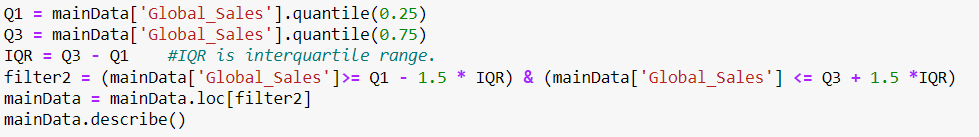 Q1 = mainData['Global_Sales'].quantile(0.25)
Q3 = mainData['Global_Sales'].quantile(0.75)
IQR = Q3 - Q1    #IQR is interquartile range.
filter2 = (mainData['Global_Sales']>= Q1 - 1.5 * IQR) & (mainData['Global_Sales'] <= Q3 + 1.5 *IQR)
mainData = mainData.loc[filter2]
mainData.describe()